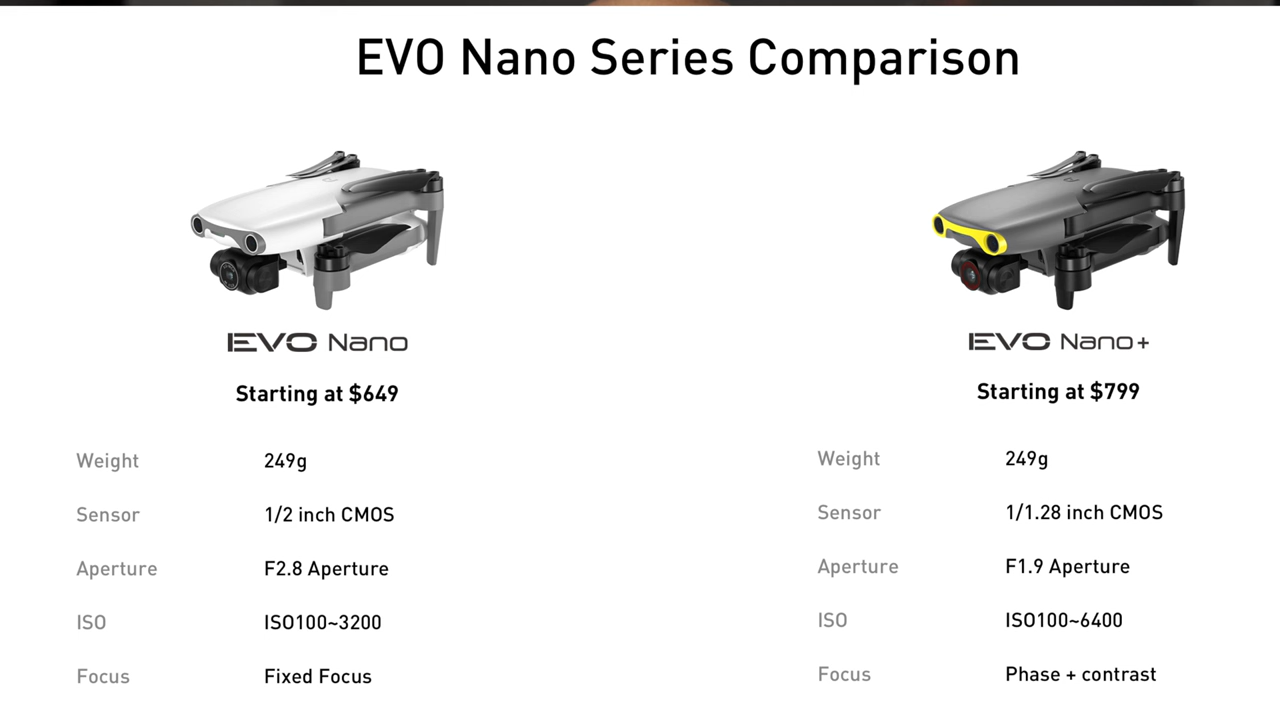 EVO Nano Series Comparison
EVO Nano
Starting at $649
Weight 249g
Sensor 1/2 inch CMOS
Aperture F2.8 Aperture
ISO ISO100~3200
Focus Fixed Focus
EVO Nano+
Starting at $799
Weight 249g
Sensor 1/1.28 inch CMOS
Aperture F1.9 Aperture
ISO ISO100~6400
Focus Phase + contrast